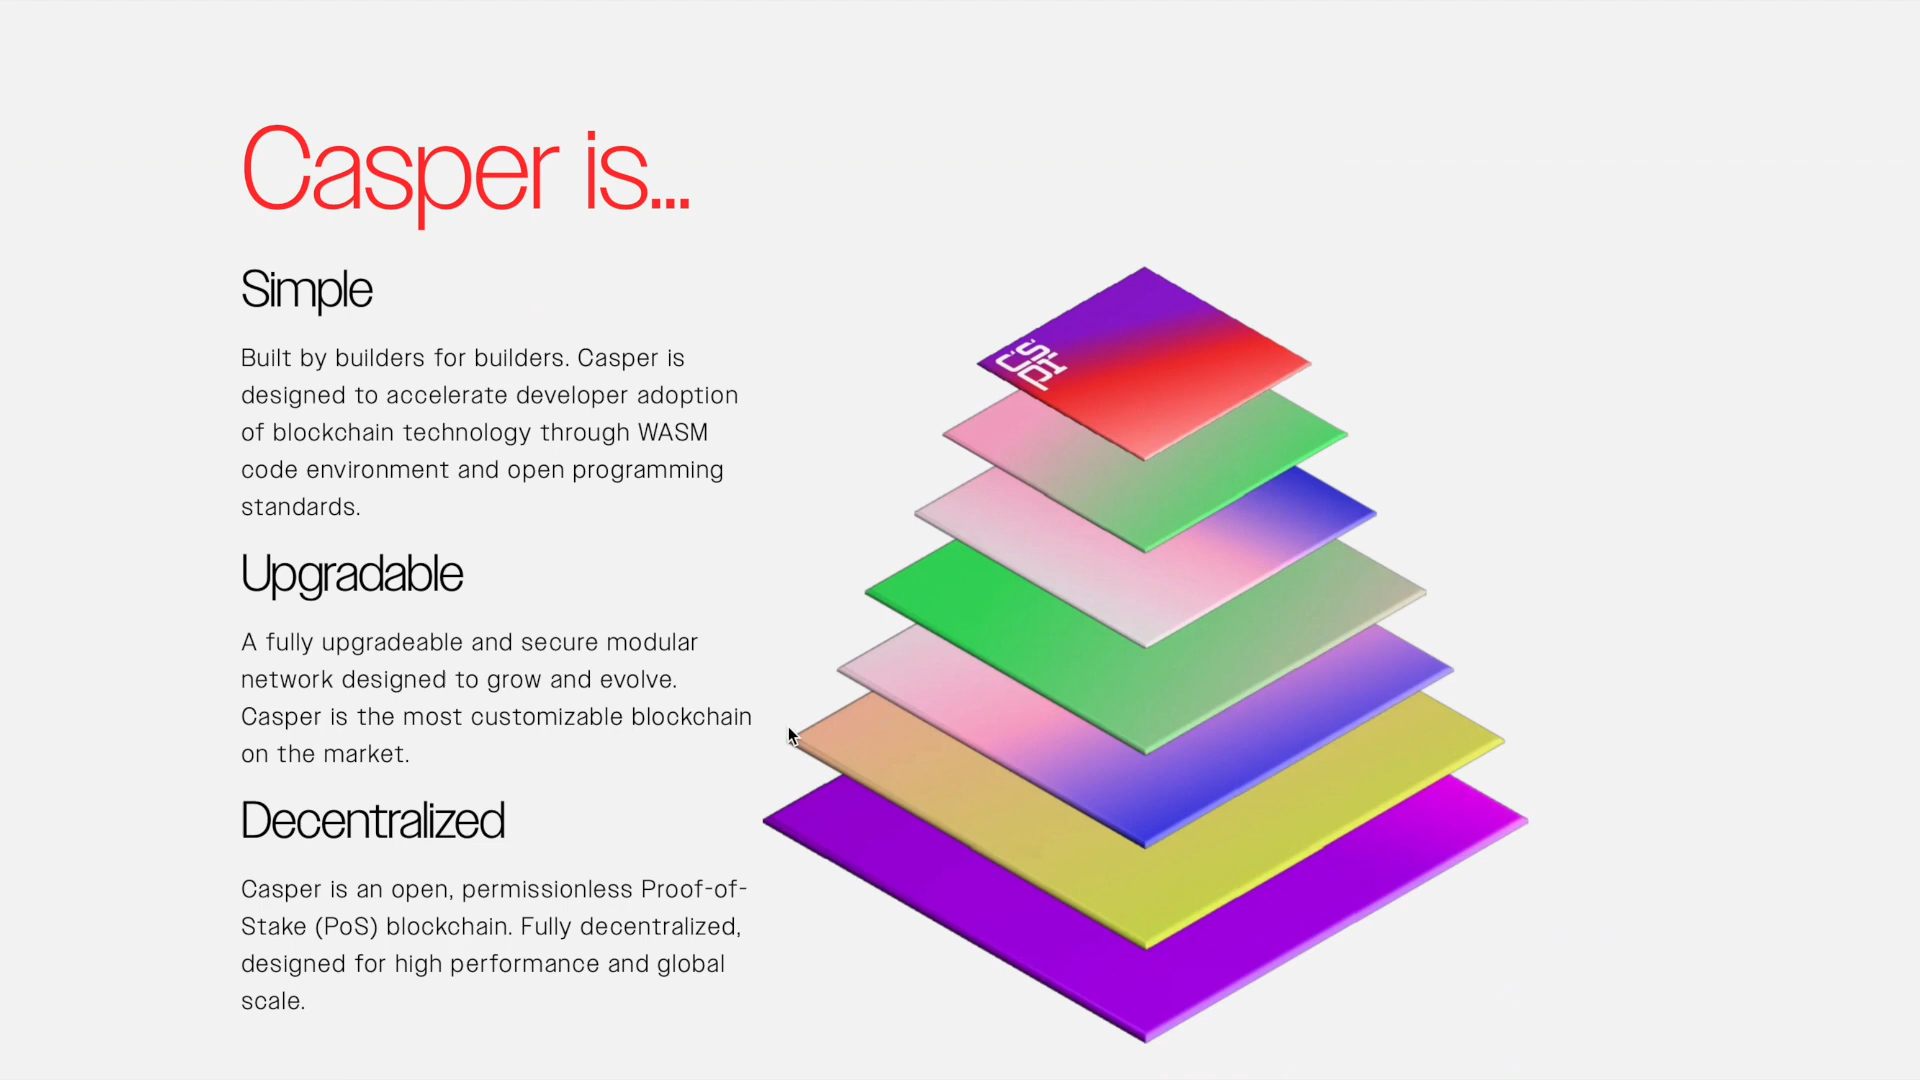 Casper is...
Simple
Built by builders for builders. Casper is
designed to accelerate developer adoption
of blockchain technology through WASM
code environment and open programming
standards.
Upgradable
A fully upgradeable and secure modular
network designed to grow and evolve.
Casper is the most customizable blockchain
on the market.
Decentralized
Casper is an open, permissionless Proof-of-
Stake (PoS) blockchain. Fully decentralized,
designed for high performance and global
scale.